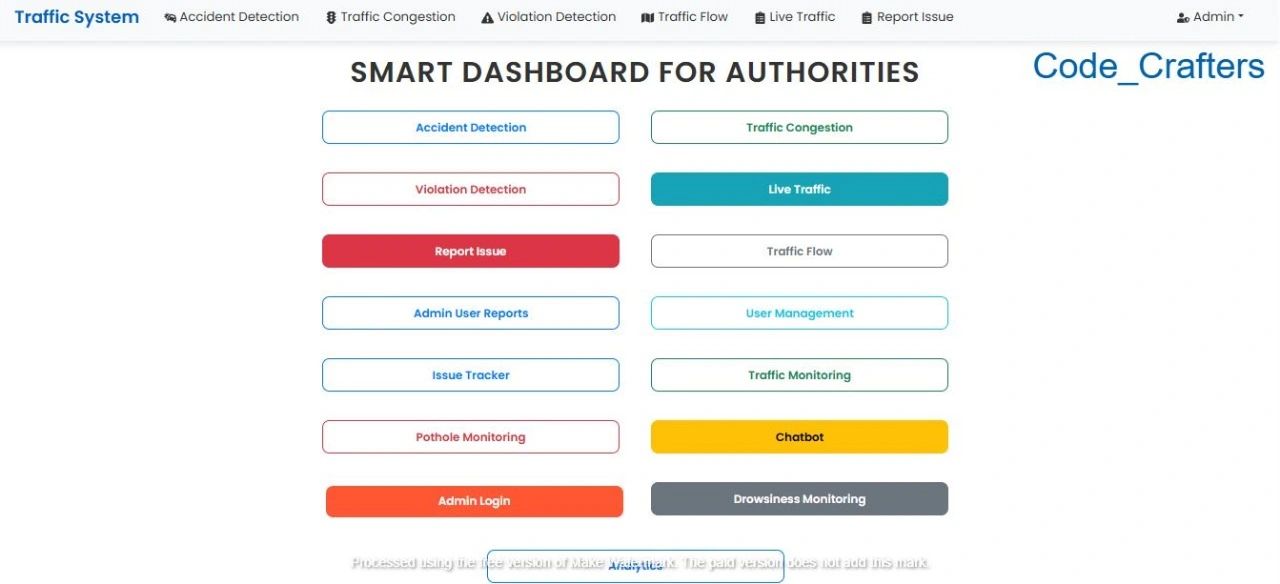 Traffic System Accident Detection Traffic Congestion Violation Detection Traffic Flow Live Traffic Report Issue Admin
SMART DASHBOARD FOR AUTHORITIES
Code_Crafters
Accident Detection Traffic Congestion
Violation Detection Live Traffic
Report Issue Traffic Flow
Admin User Reports User Management
Issue Tracker Traffic Monitoring
Pothole Monitoring Chatbot
Admin Login Drowsiness Monitoring
Analytics
Processed using the free version of Make Watermark. The paid version does not add this mark.